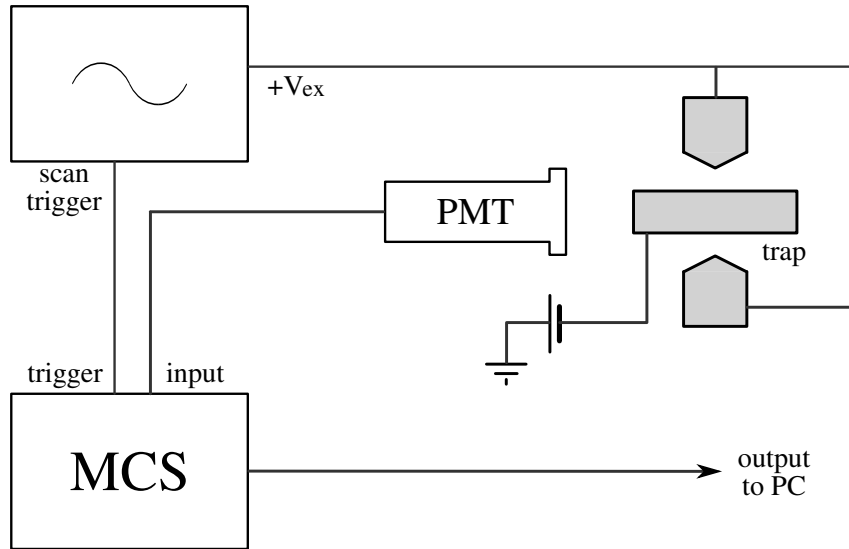 +Vex
scan
trigger
PMT
trap
trigger
input
MCS
output
to PC